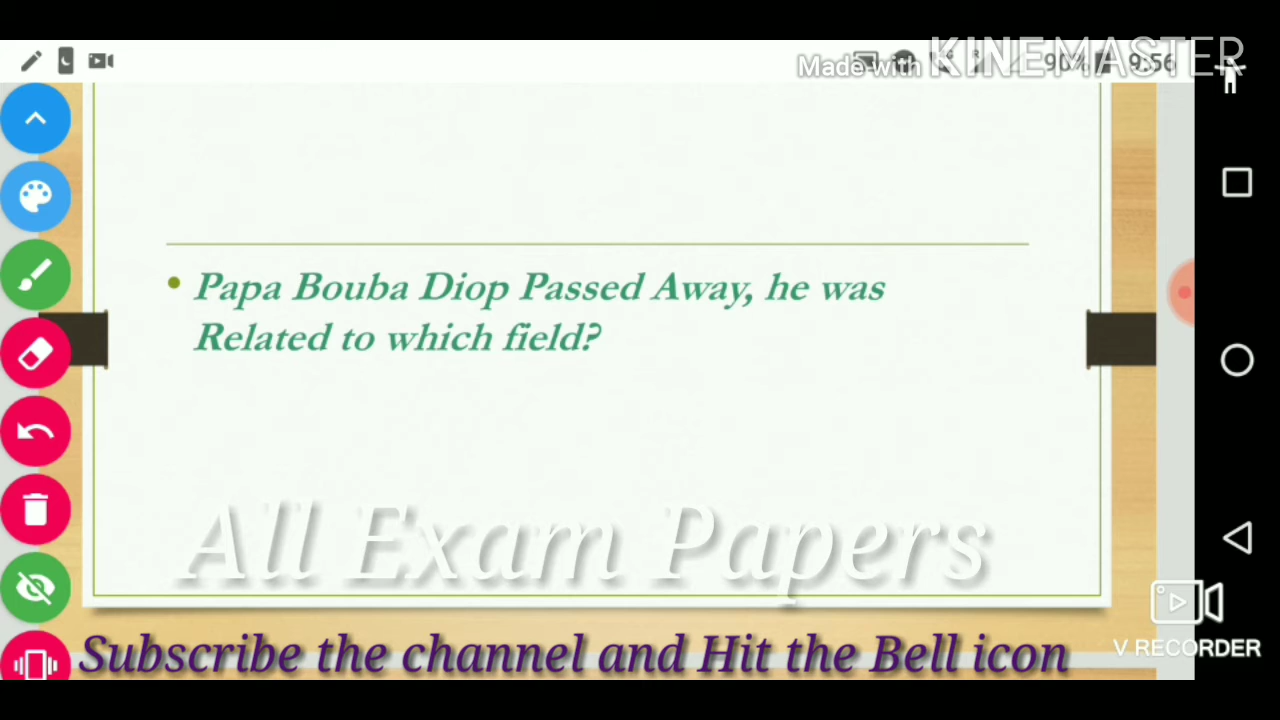 Made with KINEMASTER
90% 9:56
Papa Bouba Diop Passed Away, he was
Related to which field?
All Exam Papers
V RECORDER
Subscribe the channel and Hit the Bell icon